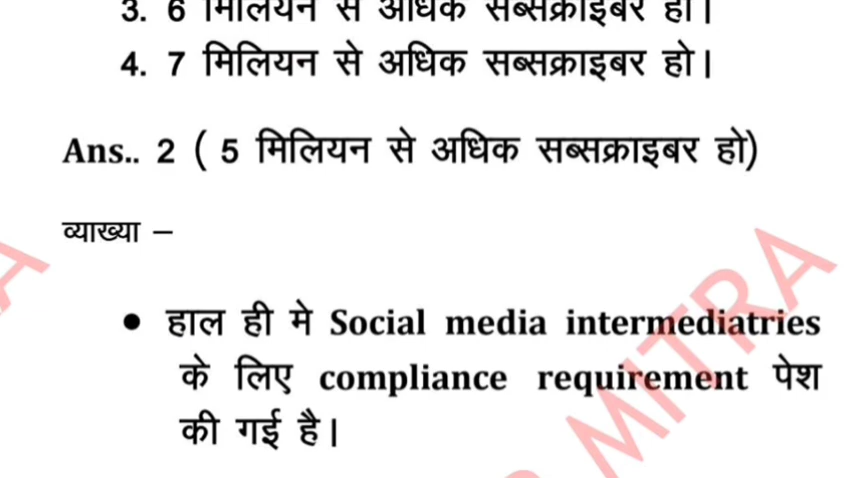 3. 6 मिलियन से अधिक सब्सक्राइबर हो।
4. 7 मिलियन से अधिक सब्सक्राइबर हो।
Ans.. 2 ( 5 मिलियन से अधिक सब्सक्राइबर हो)
व्याख्या –
• हाल ही मे Social media intermediatries
के लिए compliance requirement पेश
की गई है।
MITRA